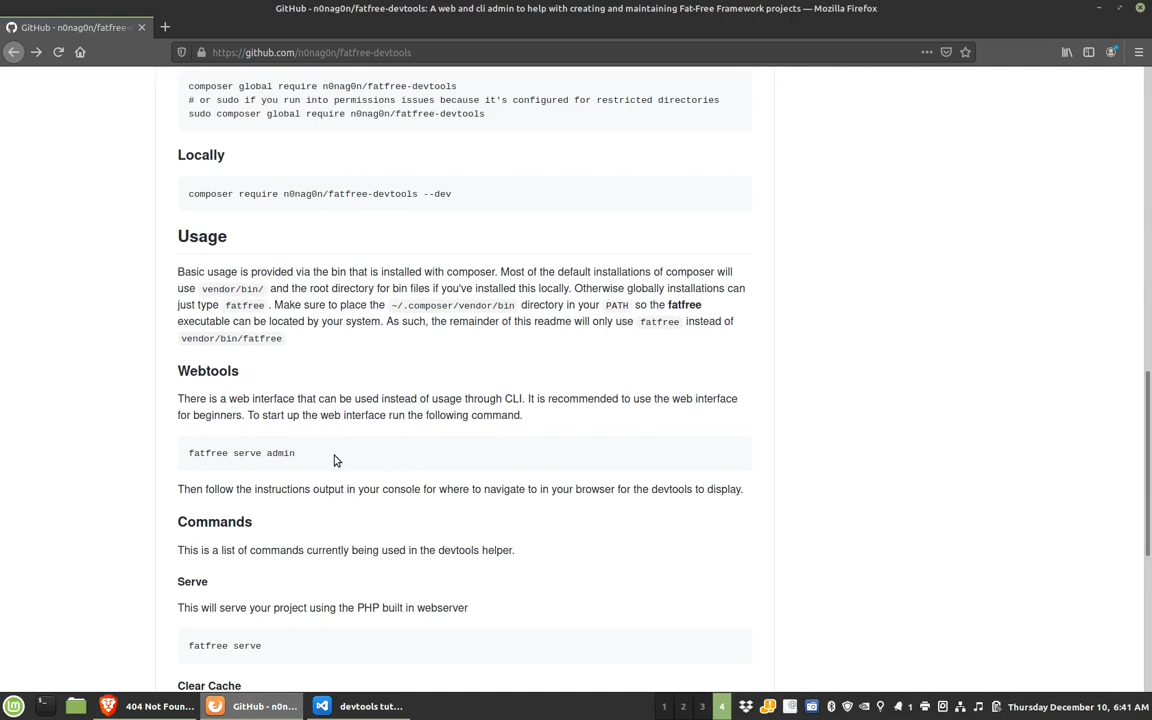 GitHub - n0nag0n/fatfree-devtools: A web and cli admin to help with creating and maintaining Fat-Free Framework projects — Mozilla Firefox
GitHub - n0nag0n/fatfree-d
https://github.com/n0nag0n/fatfree-devtools
composer global require n0nag0n/fatfree-devtools
# or sudo if you run into permissions issues because it's configured for restricted directories
sudo composer global require n0nag0n/fatfree-devtools
Locally
composer require n0nag0n/fatfree-devtools --dev
Usage
Basic usage is provided via the bin that is installed with composer. Most of the default installations of composer will
use vendor/bin/ and the root directory for bin files if you've installed this locally. Otherwise globally installations can
just type fatfree . Make sure to place the ~/.composer/vendor/bin directory in your PATH so the fatfree
executable can be located by your system. As such, the remainder of this readme will only use fatfree instead of
vendor/bin/fatfree
Webtools
There is a web interface that can be used instead of usage through CLI. It is recommended to use the web interface
for beginners. To start up the web interface run the following command.
fatfree serve admin
Then follow the instructions output in your console for where to navigate to in your browser for the devtools to display.
Commands
This is a list of commands currently being used in the devtools helper.
Serve
This will serve your project using the PHP built in webserver
fatfree serve
Clear Cache
404 Not Foun...
GitHub - n0n...
devtools tut...
1 2 3 4
1
Thursday December 10, 6:41 AM